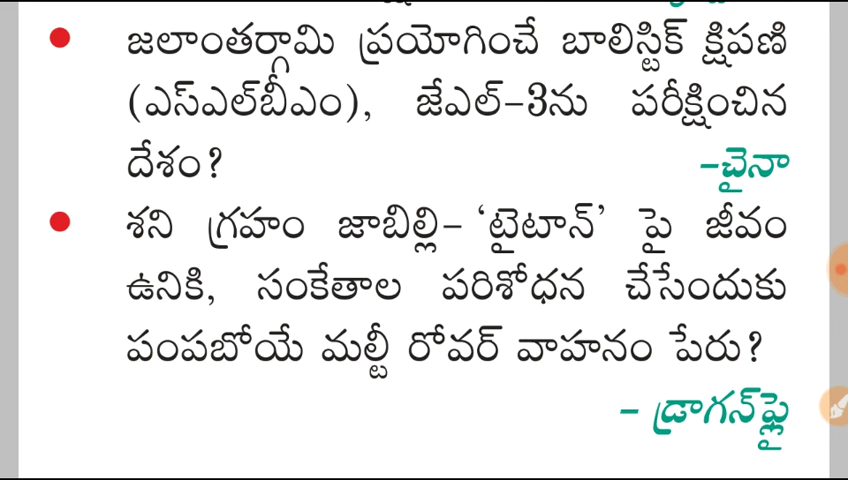 • జలాంతర్గామి ప్రయోగించే బాలిస్టిక్ క్షిపణి
(ఎస్ఎల్‌బీఎం), జేఎల్-3ను పరీక్షించిన
దేశం? -చైనా
• శని గ్రహం జాబిల్లి- ‘టైటాన్’ పై జీవం
ఉనికి, సంకేతాల పరిశోధన చేసేందుకు
పంపబోయే మల్టీ రోవర్ వాహనం పేరు?
- డ్రాగన్‌ఫ్లై